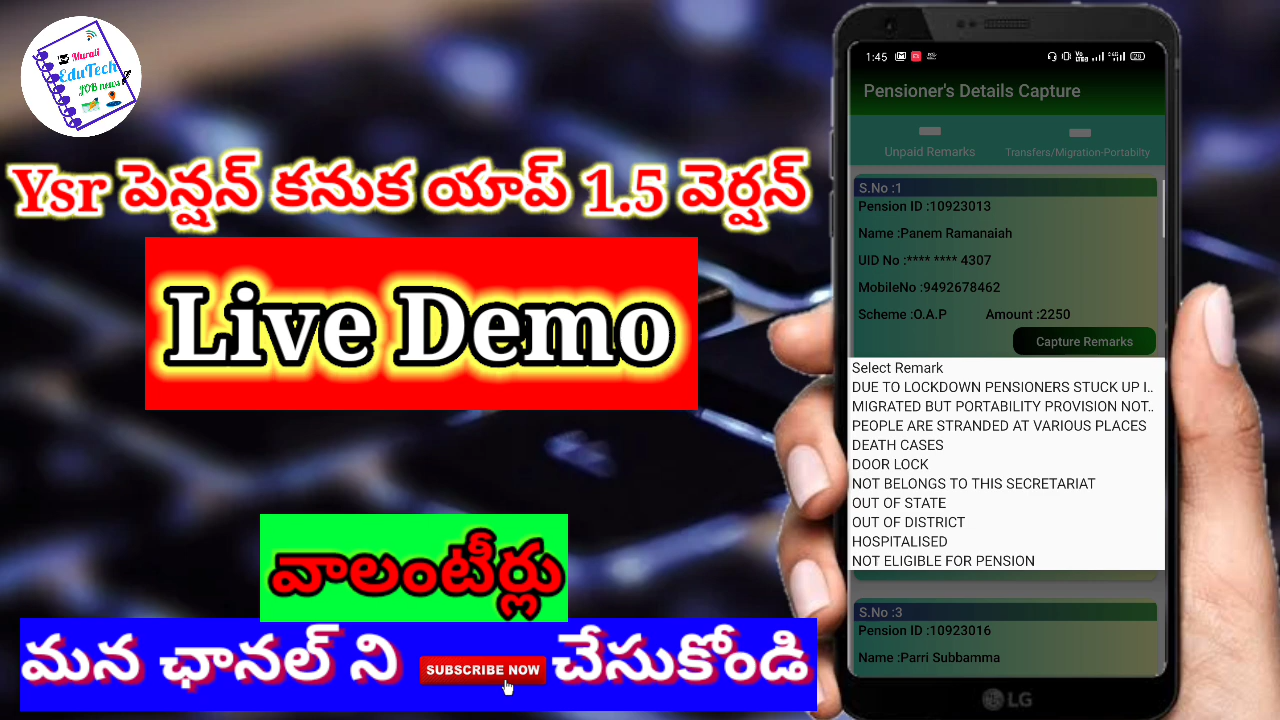 Murali
EduTech
JOB news
Ysr పెన్షన్ కనుక యాప్ 1.5 వెర్షన్
Live Demo
వాలంటీర్లు
మన ఛానల్ ని SUBSCRIBE NOW చేసుకోండి
1:45
Pensioner's Details Capture
Unpaid Remarks Transfers/Migration-Portabilty
S.No :1
Pension ID :10923013
Name :Panem Ramanaiah
UID No :**** **** 4307
MobileNo :9492678462
Scheme :O.A.P Amount :2250
Capture Remarks
Select Remark
DUE TO LOCKDOWN PENSIONERS STUCK UP I..
MIGRATED BUT PORTABILITY PROVISION NOT..
PEOPLE ARE STRANDED AT VARIOUS PLACES
DEATH CASES
DOOR LOCK
NOT BELONGS TO THIS SECRETARIAT
OUT OF STATE
OUT OF DISTRICT
HOSPITALISED
NOT ELIGIBLE FOR PENSION
S.No :3
Pension ID :10923016
Name :Parri Subbamma
LG